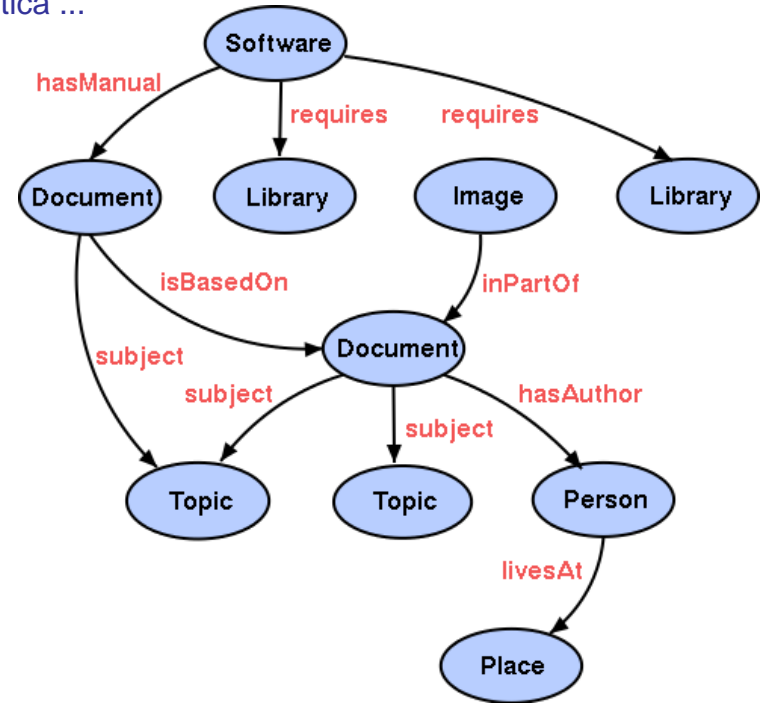 tica ...
Software
hasManual
requires
requires
Document
Library
Image
Library
isBasedOn
inPartOf
subject
Document
subject
hasAuthor
subject
Topic
Topic
Person
livesAt
Place